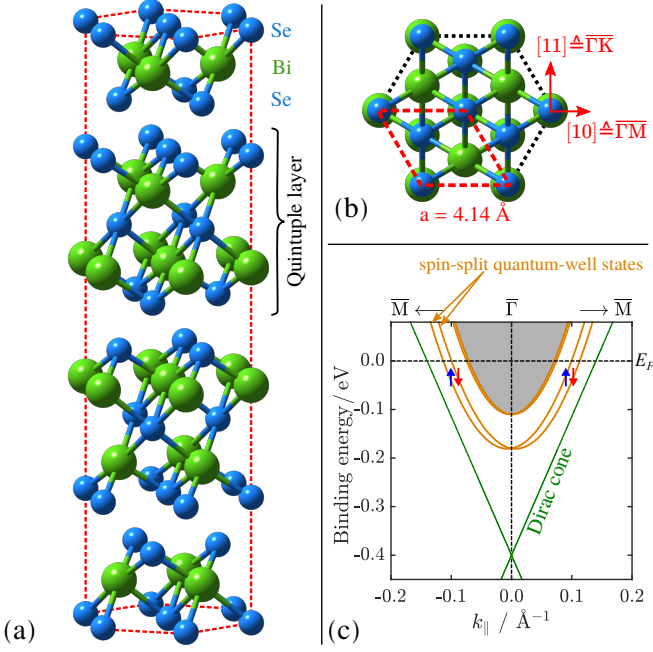 Se
Bi
Se
Quintuple layer
(a)
[11]≙Γ̅K̅
[10]≙Γ̅M̅
a = 4.14 Å
(b)
spin-split quantum-well states
M̅ ← Γ̅ → M̅
E_F
Binding energy / eV
0.0
-0.1
-0.2
-0.3
-0.4
Dirac cone
-0.2 -0.1 0.0 0.1 0.2
k∥ / Å⁻¹
(c)